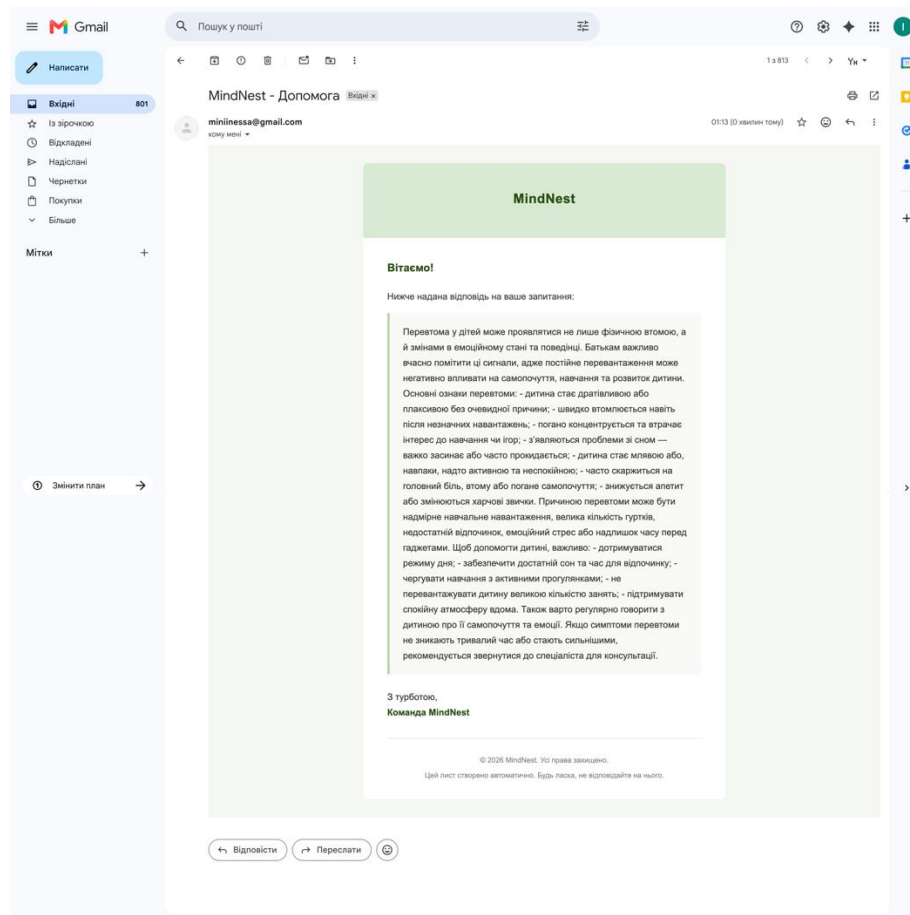 Gmail
Пошук у пошті
Написати
1 з 813
Ук
Вхідні 801
Із зірочкою
Відкладені
Надіслані
Чернетки
Покупки
Більше
Мітки
Змінити план
MindNest - Допомога Вхідні x
miniinessa@gmail.com
01:13 (0 хвилин тому)
кому мені
MindNest
Вітаємо!
Нижче надана відповідь на ваше запитання:
Перевтома у дітей може проявлятися не лише фізичною втомою, а
й змінами в емоційному стані та поведінці. Батькам важливо
вчасно помітити ці сигнали, адже постійне перевантаження може
негативно впливати на самопочуття, навчання та розвиток дитини.
Основні ознаки перевтоми: - дитина стає дратівливою або
плаксивою без очевидної причини; - швидко втомлюється навіть
після незначних навантажень; - погано концентрується та втрачає
інтерес до навчання чи ігор; - з'являються проблеми зі сном —
важко засинає або часто прокидається; - дитина стає млявою або,
навпаки, надто активною та неспокійною; - часто скаржиться на
головний біль, втому або погане самопочуття; - знижується апетит
або змінюються харчові звички. Причиною перевтоми може бути
надмірне навчальне навантаження, велика кількість гуртків,
недостатній відпочинок, емоційний стрес або надлишок часу перед
гаджетами. Щоб допомогти дитині, важливо: - дотримуватися
режиму дня; - забезпечити достатній сон та час для відпочинку; -
чергувати навчання з активними прогулянками; - не
перевантажувати дитину великою кількістю занять; - підтримувати
спокійну атмосферу вдома. Також варто регулярно говорити з
дитиною про її самопочуття та емоції. Якщо симптоми перевтоми
не зникають тривалий час або стають сильнішими,
рекомендується звернутися до спеціаліста для консультації.
З турботою,
Команда MindNest
© 2026 MindNest. Усі права захищено.
Цей лист створено автоматично. Будь ласка, не відповідайте на нього.
Відповісти
Переслати